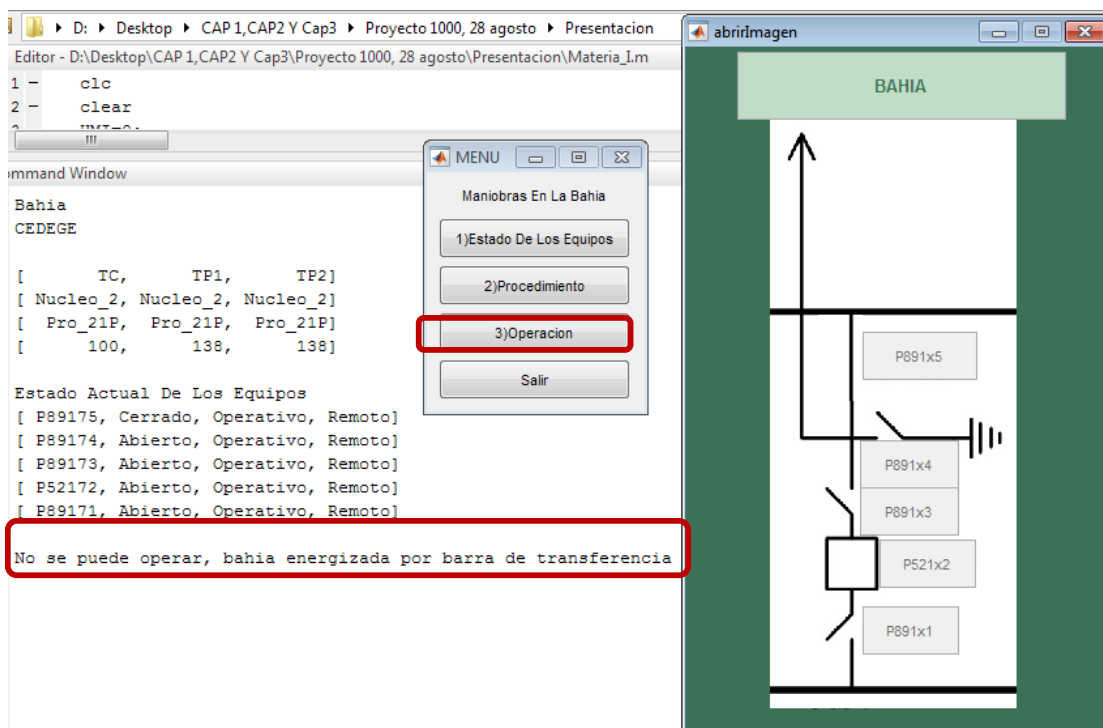 D: ▸ Desktop ▸ CAP 1,CAP2 Y Cap3 ▸ Proyecto 1000, 28 agosto ▸ Presentacion
Editor - D:\Desktop\CAP 1,CAP2 Y Cap3\Proyecto 1000, 28 agosto\Presentacion\Materia_I.m
1 - clc
2 - clear
Command Window
Bahia
CEDEGE
[ TC, TP1, TP2]
[ Nucleo_2, Nucleo_2, Nucleo_2]
[ Pro_21P, Pro_21P, Pro_21P]
[ 100, 138, 138]
Estado Actual De Los Equipos
[ P89175, Cerrado, Operativo, Remoto]
[ P89174, Abierto, Operativo, Remoto]
[ P89173, Abierto, Operativo, Remoto]
[ P52172, Abierto, Operativo, Remoto]
[ P89171, Abierto, Operativo, Remoto]
No se puede operar, bahia energizada por barra de transferencia
MENU
Maniobras En La Bahia
1)Estado De Los Equipos
2)Procedimiento
3)Operacion
Salir
abrirImagen
BAHIA
P891x5
P891x4
P891x3
P521x2
P891x1